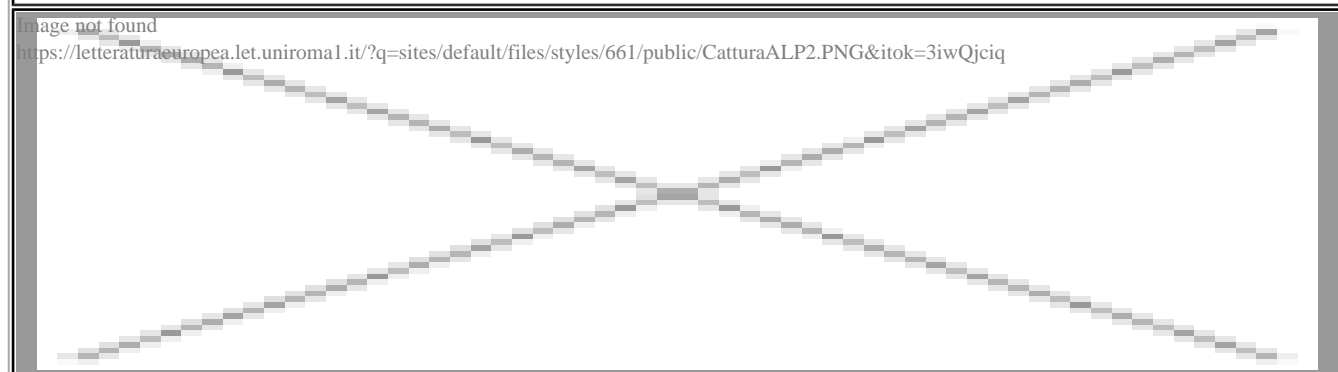 Image not found
https://letteraturaeuropea.let.uniroma1.it/?q=sites/default/files/styles/661/public/CatturaALP2.PNG&itok=3iwQjciq